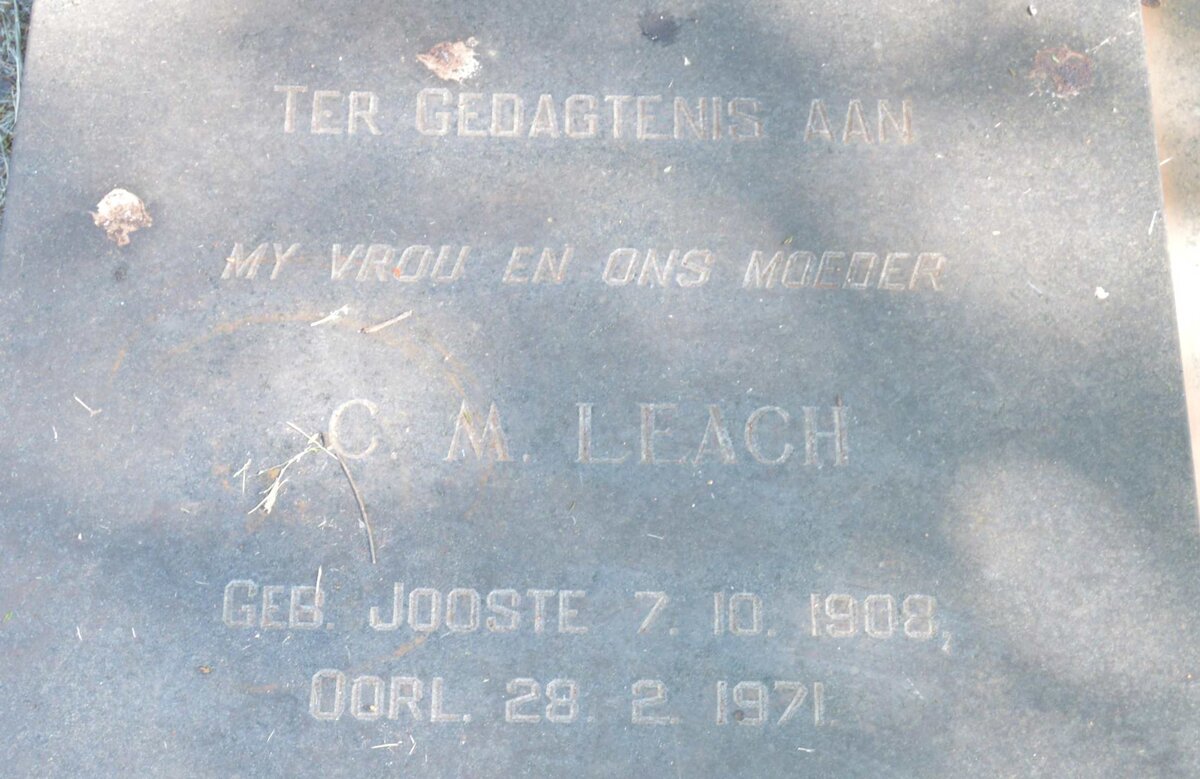 TER GEDAGTENIS AAN
MY VROU EN ONS MOEDER
C. M. LEACH
GEB. JOOSTE 7. 10. 1908,
OORL. 28. 2. 1971.